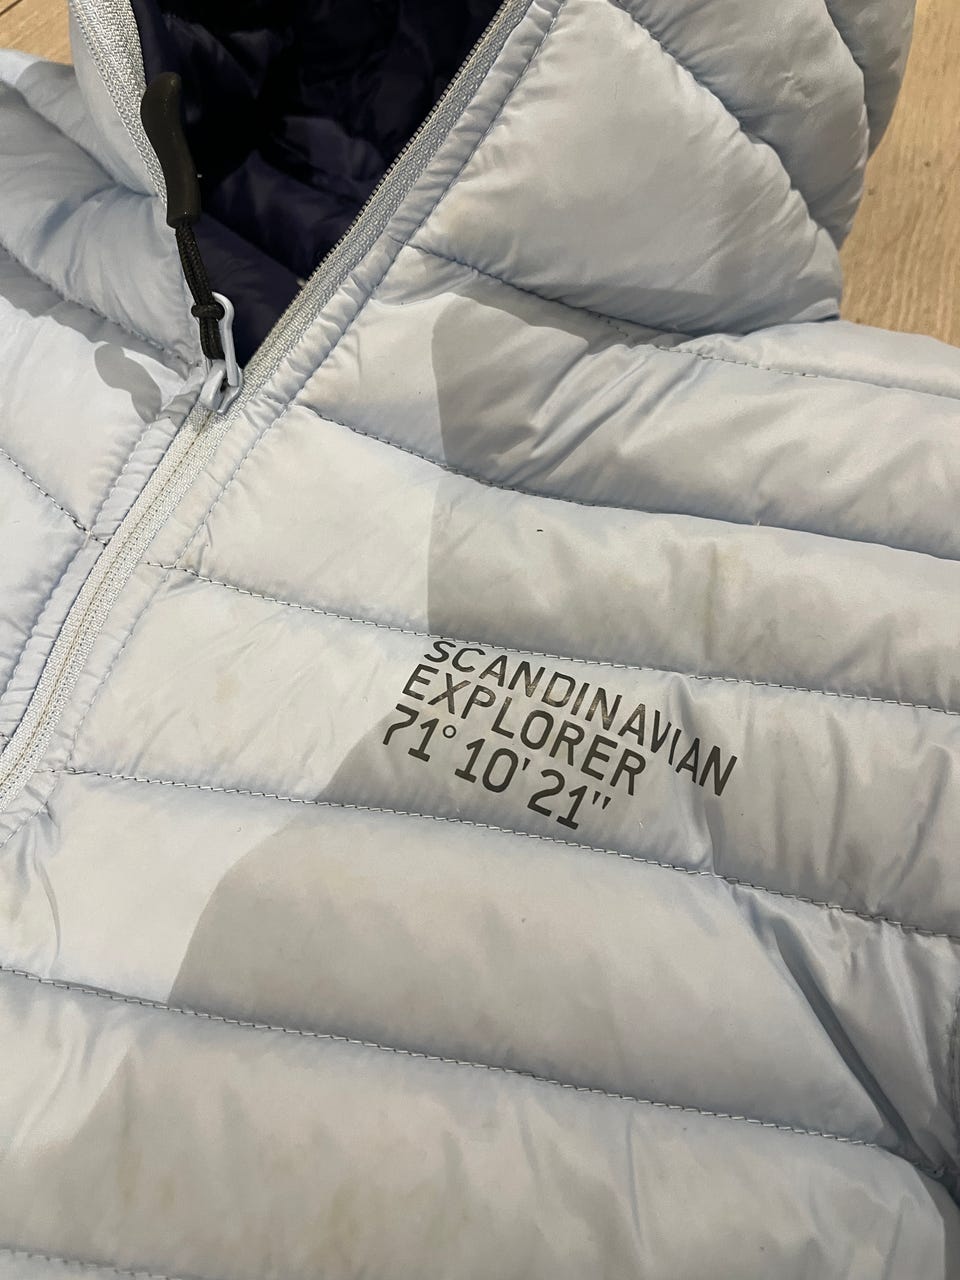 SCANDINAVIAN
EXPLORER
71° 10' 21"